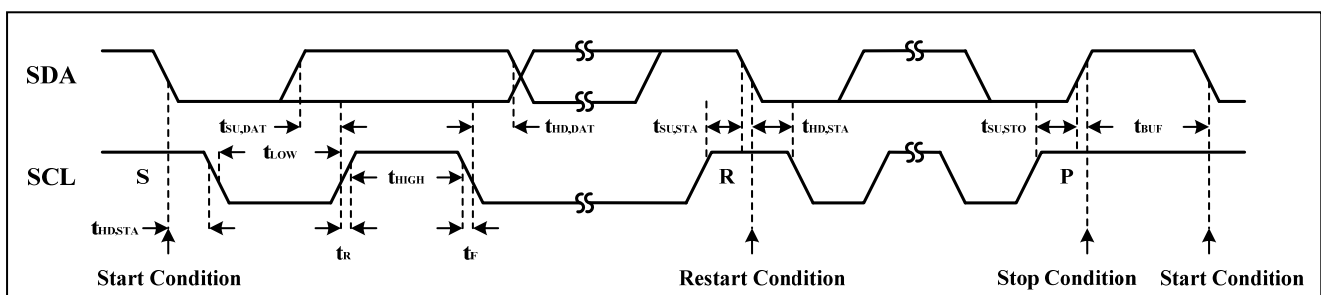 SDA
tSU,DAT tHD,DAT tSU,STA tHD,STA tSU,STO tBUF
tLOW
SCL S tHIGH R P
tHD,STA
tR tF
Start Condition Restart Condition Stop Condition Start Condition